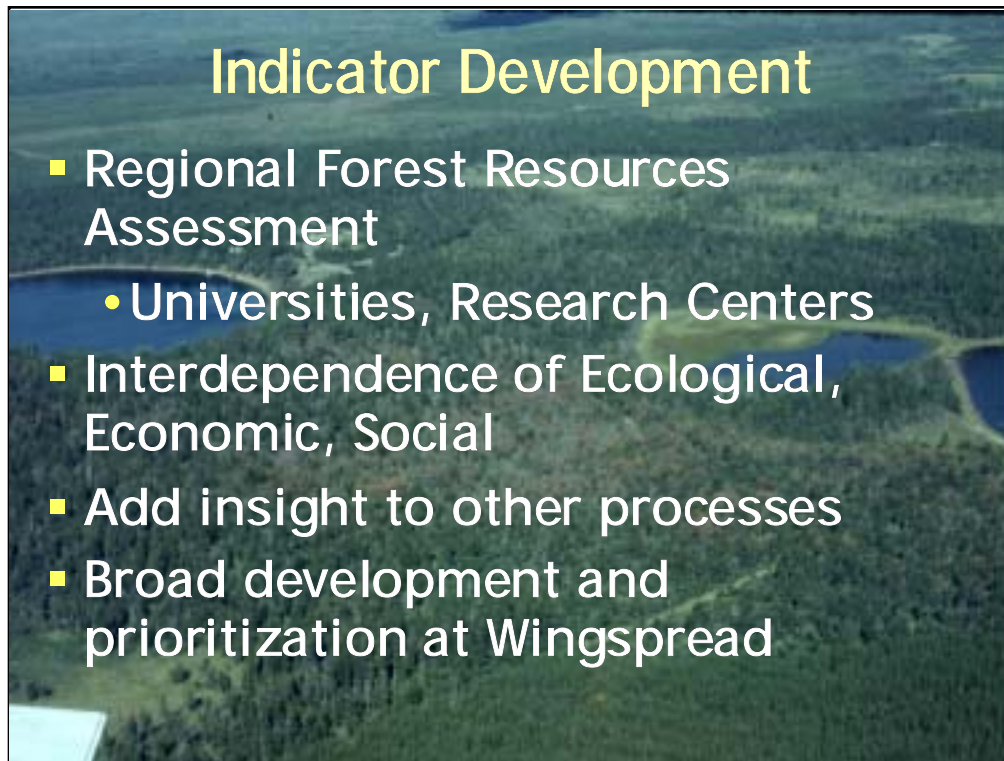 Indicator Development
▪ Regional Forest Resources
Assessment
• Universities, Research Centers
▪ Interdependence of Ecological,
Economic, Social
▪ Add insight to other processes
▪ Broad development and
prioritization at Wingspread